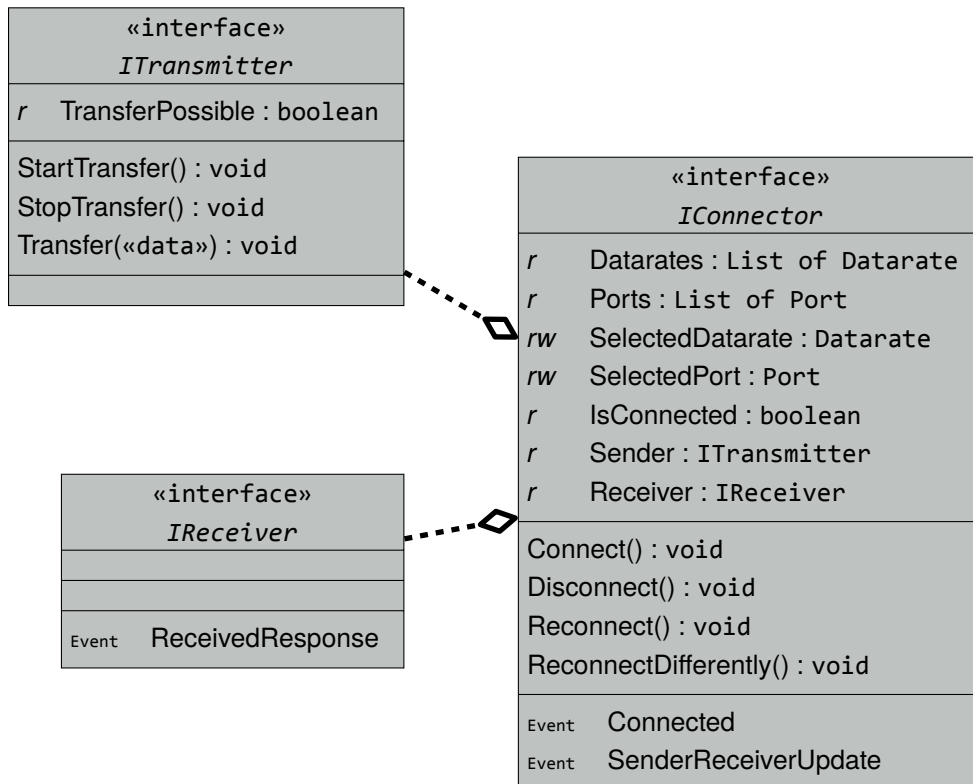 «interface»
ITransmitter
r TransferPossible : boolean
StartTransfer() : void
StopTransfer() : void
Transfer(«data») : void
«interface»
IConnector
r Datarates : List of Datarate
r Ports : List of Port
rw SelectedDatarate : Datarate
rw SelectedPort : Port
r IsConnected : boolean
r Sender : ITransmitter
r Receiver : IReceiver
Connect() : void
Disconnect() : void
Reconnect() : void
ReconnectDifferently() : void
Event Connected
Event SenderReceiverUpdate
«interface»
IReceiver
Event ReceivedResponse